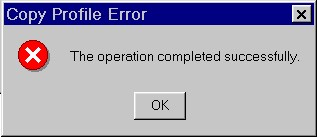 Copy Profile Error
The operation completed successfully.
OK